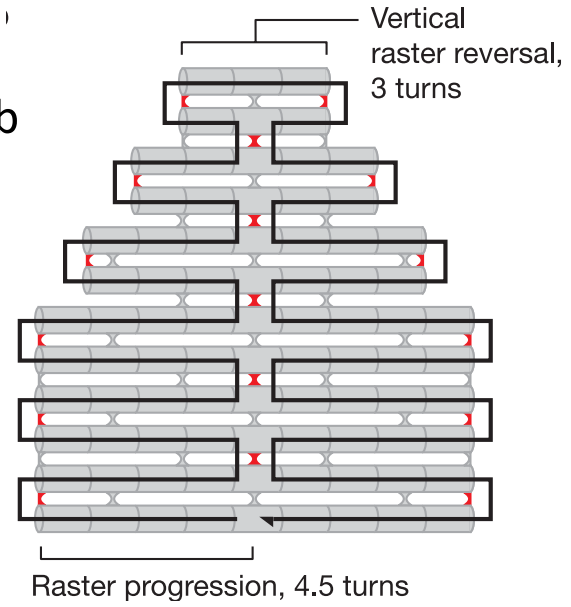 Vertical
raster reversal,
3 turns
b
Raster progression, 4.5 turns